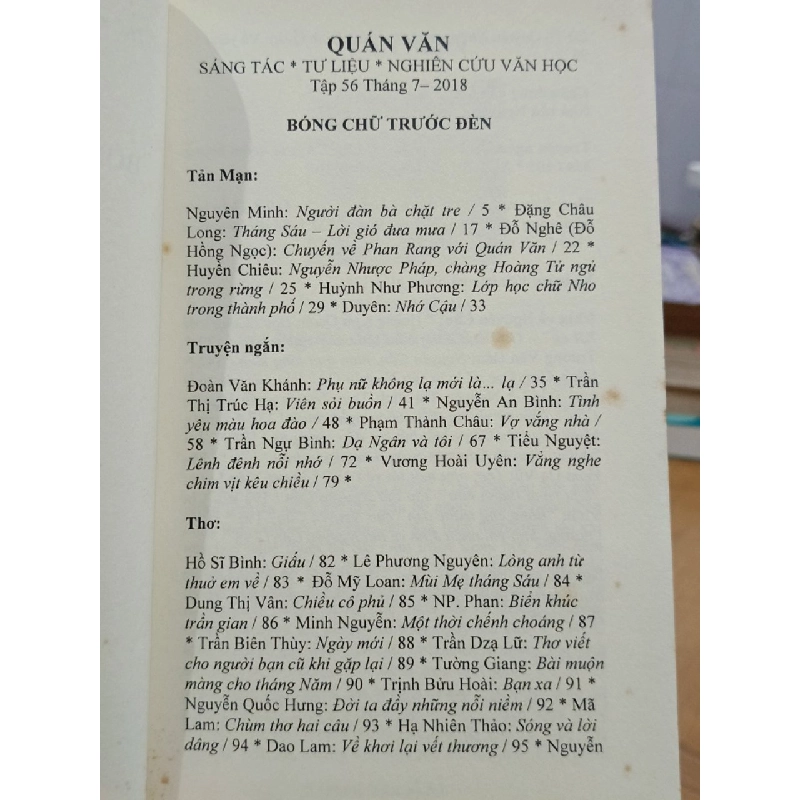 QUÁN VĂN
SÁNG TÁC * TƯ LIỆU * NGHIÊN CỨU VĂN HỌC
Tập 56 Tháng 7– 2018
BÓNG CHỮ TRƯỚC ĐÈN
Tản Mạn:
Nguyên Minh: Người đàn bà chặt tre / 5 * Đặng Châu
Long: Tháng Sáu – Lời gió đưa mưa / 17 * Đỗ Nghê (Đỗ
Hồng Ngọc): Chuyến về Phan Rang với Quán Văn / 22 *
Huyền Chiêu: Nguyễn Nhược Pháp, chàng Hoàng Tử ngủ
trong rừng / 25 * Huỳnh Như Phương: Lớp học chữ Nho
trong thành phố / 29 * Duyên: Nhớ Cậu / 33
Truyện ngắn:
Đoàn Văn Khánh: Phụ nữ không lạ mới là... lạ / 35 * Trần
Thị Trúc Hạ: Viên sỏi buồn / 41 * Nguyễn An Bình: Tình
yêu màu hoa đào / 48 * Phạm Thành Châu: Vợ vắng nhà /
58 * Trần Ngự Bình: Dạ Ngân và tôi / 67 * Tiểu Nguyệt:
Lênh đênh nỗi nhớ / 72 * Vương Hoài Uyên: Vẳng nghe
chim vịt kêu chiều / 79 *
Thơ:
Hồ Sĩ Bình: Giấu / 82 * Lê Phương Nguyên: Lòng anh từ
thuở em về / 83 * Đỗ Mỹ Loan: Mùi Mẹ tháng Sáu / 84 *
Dung Thị Vân: Chiều cô phủ / 85 * NP. Phan: Biển khúc
trần gian / 86 * Minh Nguyễn: Một thời chếnh choáng / 87
* Trần Biên Thùy: Ngày mới / 88 * Trần Dzạ Lữ: Thơ viết
cho người bạn cũ khi gặp lại / 89 * Tường Giang: Bài muộn
màng cho tháng Năm / 90 * Trịnh Bửu Hoài: Bạn xa / 91 *
Nguyễn Quốc Hưng: Đời ta đầy những nỗi niềm / 92 * Mã
Lam: Chùm thơ hai câu / 93 * Hạ Nhiên Thảo: Sóng và lời
dâng / 94 * Dao Lam: Về khơi lại vết thương / 95 * Nguyễn